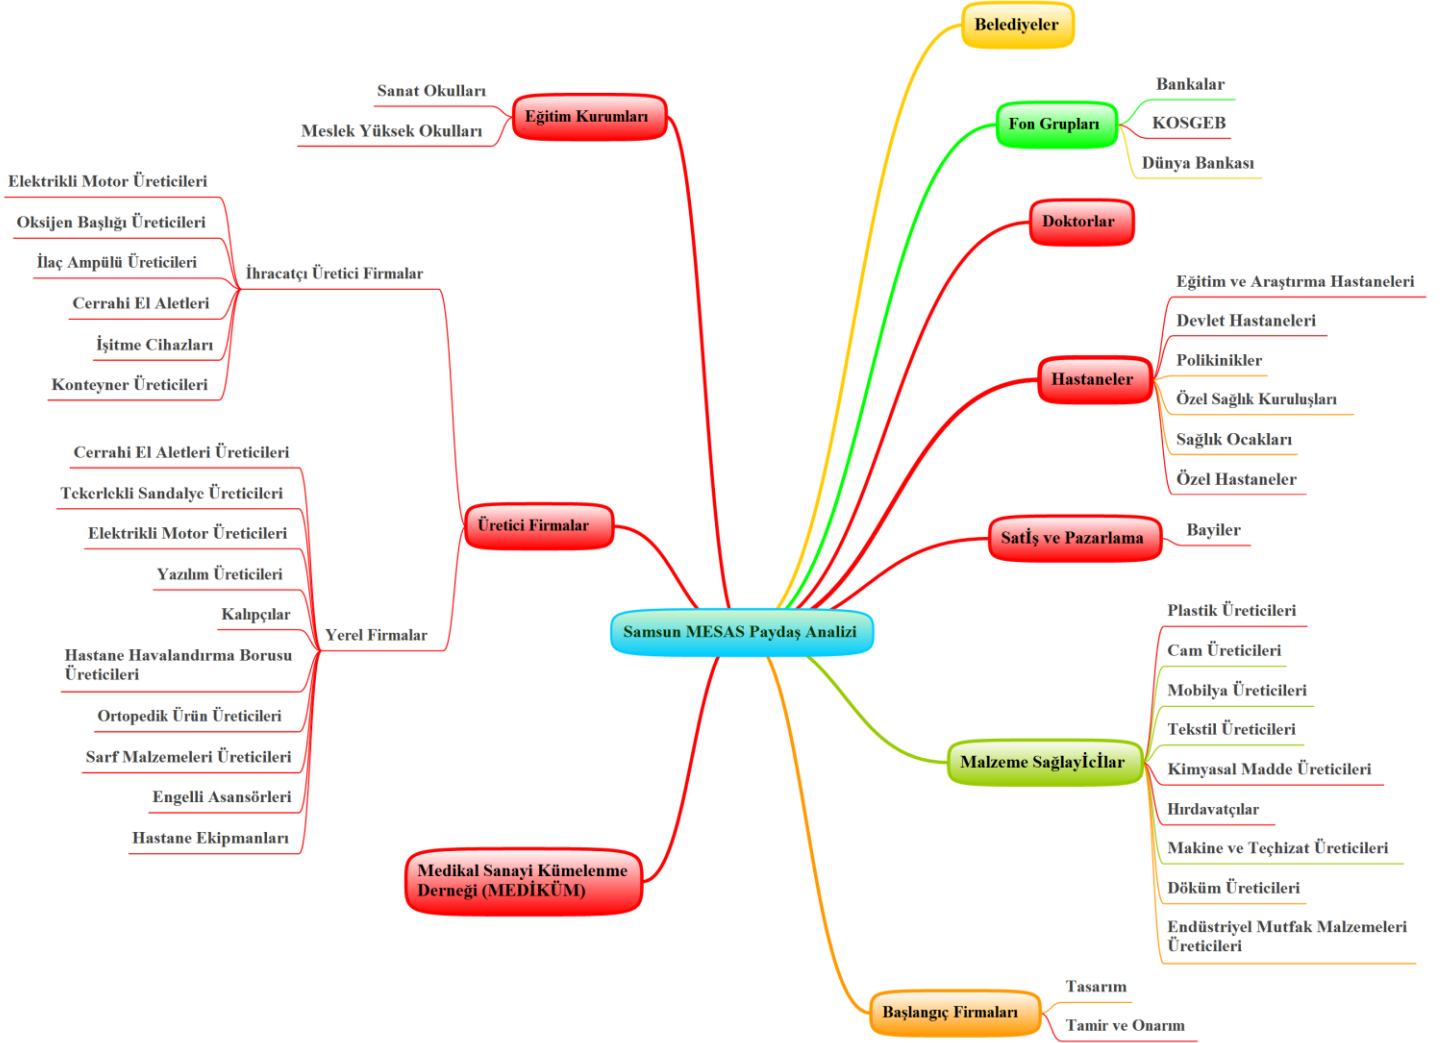 Belediyeler
Fon Grupları
Bankalar
KOSGEB
Dünya Bankası
Doktorlar
Hastaneler
Eğitim ve Araştırma Hastaneleri
Devlet Hastaneleri
Polikinikler
Özel Sağlık Kuruluşları
Sağlık Ocakları
Özel Hastaneler
Satİş ve Pazarlama
Bayiler
Malzeme Sağlayİcİlar
Plastik Üreticileri
Cam Üreticileri
Mobilya Üreticileri
Tekstil Üreticileri
Kimyasal Madde Üreticileri
Hırdavatçılar
Makine ve Teçhizat Üreticileri
Döküm Üreticileri
Endüstriyel Mutfak Malzemeleri
Üreticileri
Başlangıç Firmaları
Tasarım
Tamir ve Onarım
Samsun MESAS Paydaş Analizi
Eğitim Kurumları
Sanat Okulları
Meslek Yüksek Okulları
Üretici Firmalar
İhracatçı Üretici Firmalar
Elektrikli Motor Üreticileri
Oksijen Başlığı Üreticileri
İlaç Ampülü Üreticileri
Cerrahi El Aletleri
İşitme Cihazları
Konteyner Üreticileri
Yerel Firmalar
Cerrahi El Aletleri Üreticileri
Tekerlekli Sandalye Üreticileri
Elektrikli Motor Üreticileri
Yazılım Üreticileri
Kalıpçılar
Hastane Havalandırma Borusu
Üreticileri
Ortopedik Ürün Üreticileri
Sarf Malzemeleri Üreticileri
Engelli Asansörleri
Hastane Ekipmanları
Medikal Sanayi Kümelenme
Derneği (MEDİKÜM)